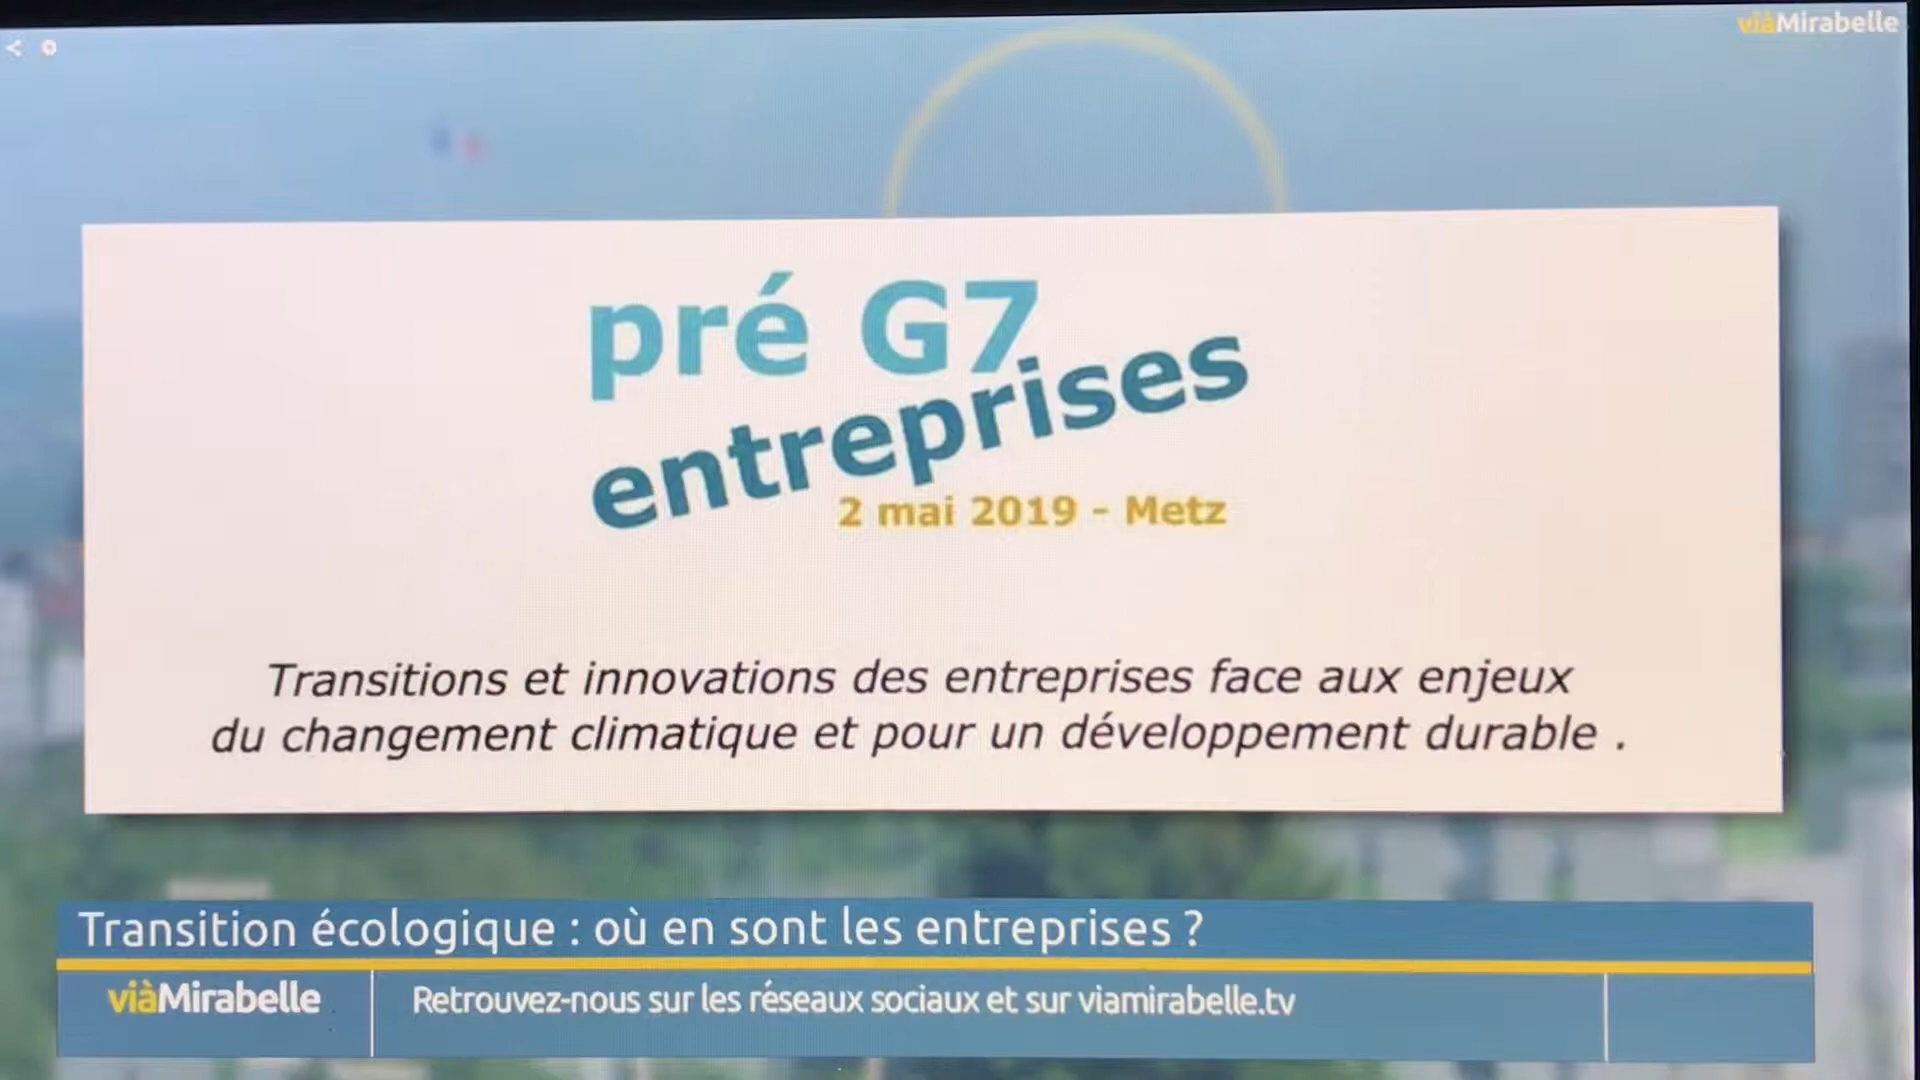 viàMirabelle
pré G7
entreprises
2 mai 2019 - Metz
Transitions et innovations des entreprises face aux enjeux
du changement climatique et pour un développement durable .
Transition écologique : où en sont les entreprises ?
viàMirabelle
Retrouvez-nous sur les réseaux sociaux et sur viamirabelle.tv